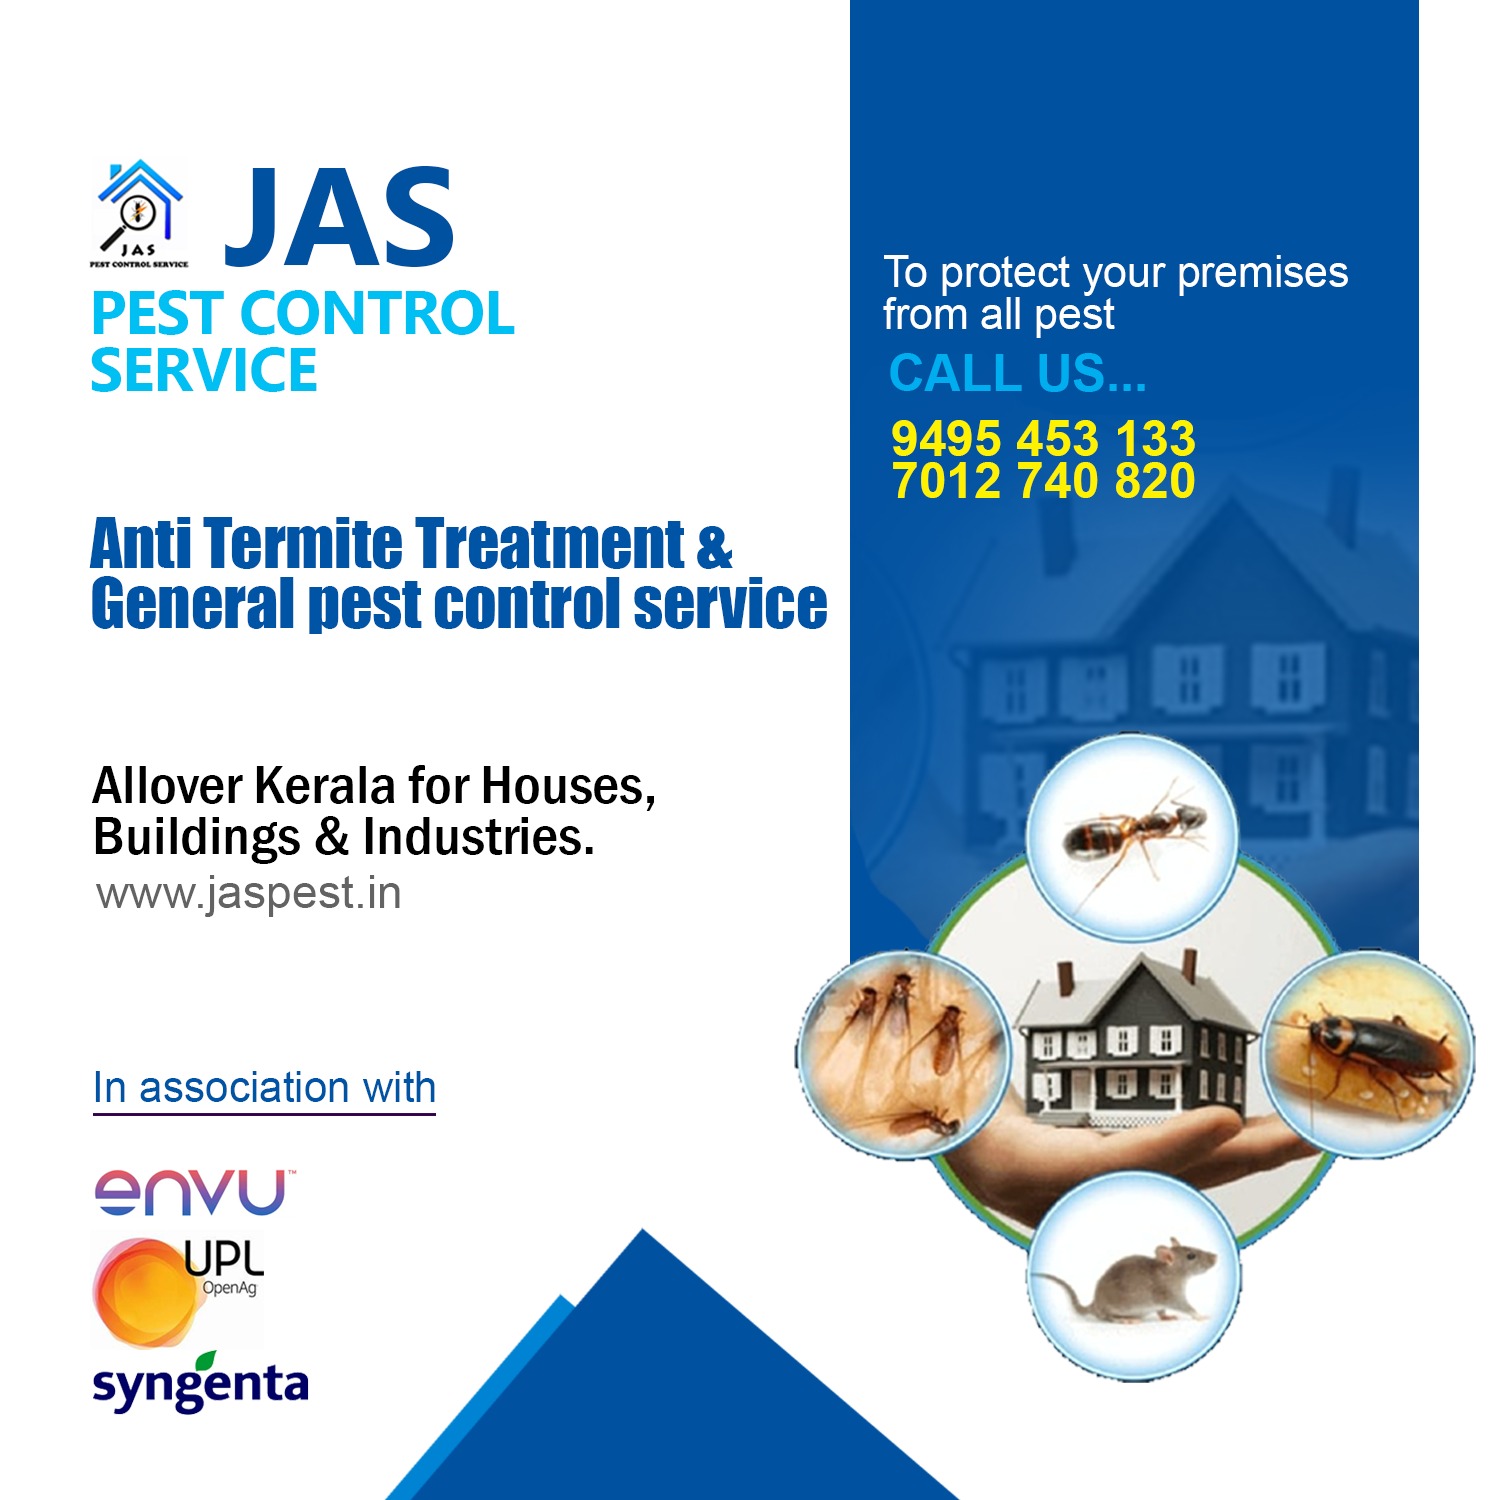 JAS
PEST CONTROL SERVICE
JAS
PEST CONTROL
SERVICE
Anti Termite Treatment &
General pest control service
Allover Kerala for Houses,
Buildings & Industries.
www.jaspest.in
In association with
envu™
UPL
OpenAg
syngenta
To protect your premises
from all pest
CALL US...
9495 453 133
7012 740 820